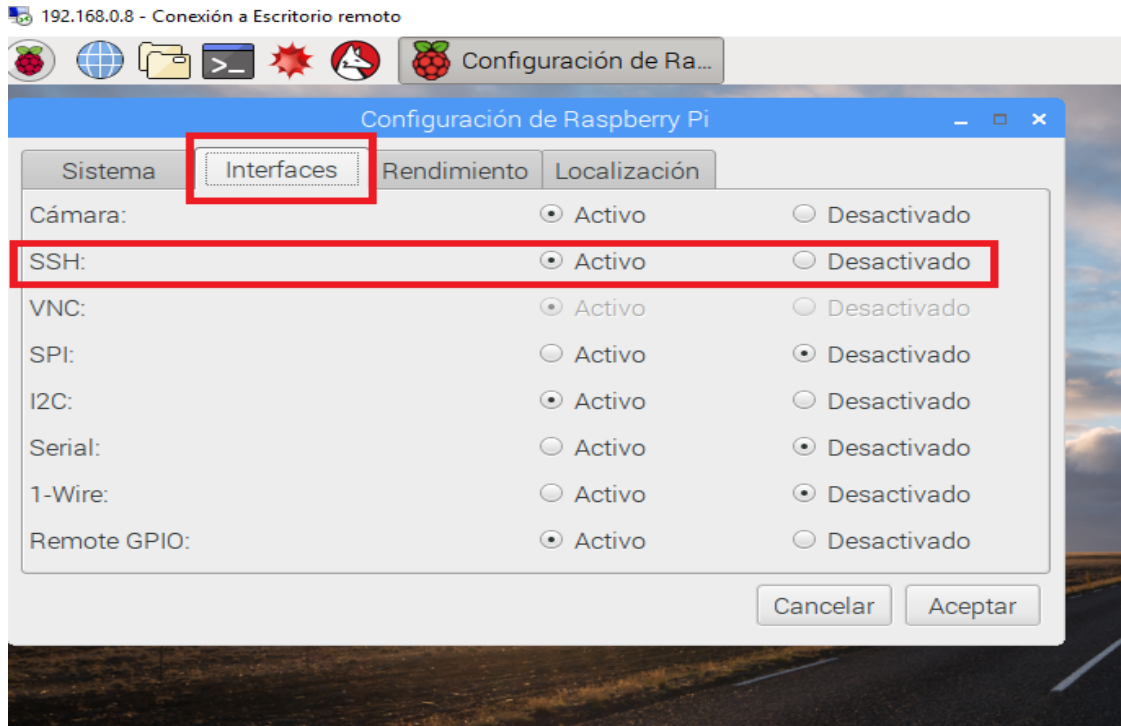 192.168.0.8 - Conexión a Escritorio remoto
Configuración de Ra...
Configuración de Raspberry Pi
Sistema Interfaces Rendimiento Localización
Cámara: Activo Desactivado
SSH: Activo Desactivado
VNC: Activo Desactivado
SPI: Activo Desactivado
I2C: Activo Desactivado
Serial: Activo Desactivado
1-Wire: Activo Desactivado
Remote GPIO: Activo Desactivado
Cancelar Aceptar